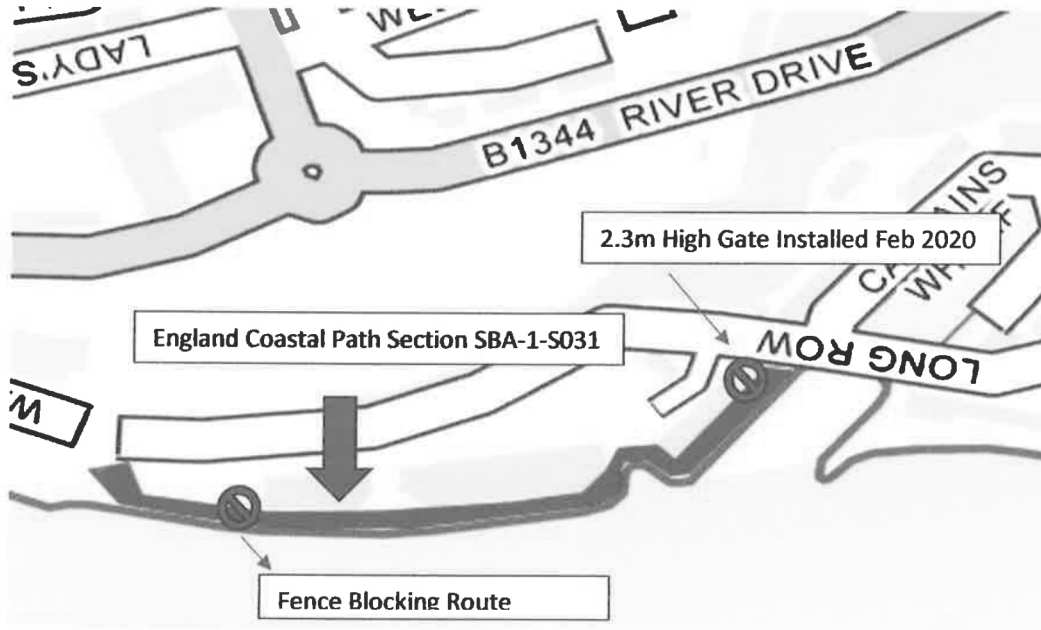 LADY'S
B1344 RIVER DRIVE
2.3m High Gate Installed Feb 2020
England Coastal Path Section SBA-1-S031
LONG ROW
Fence Blocking Route